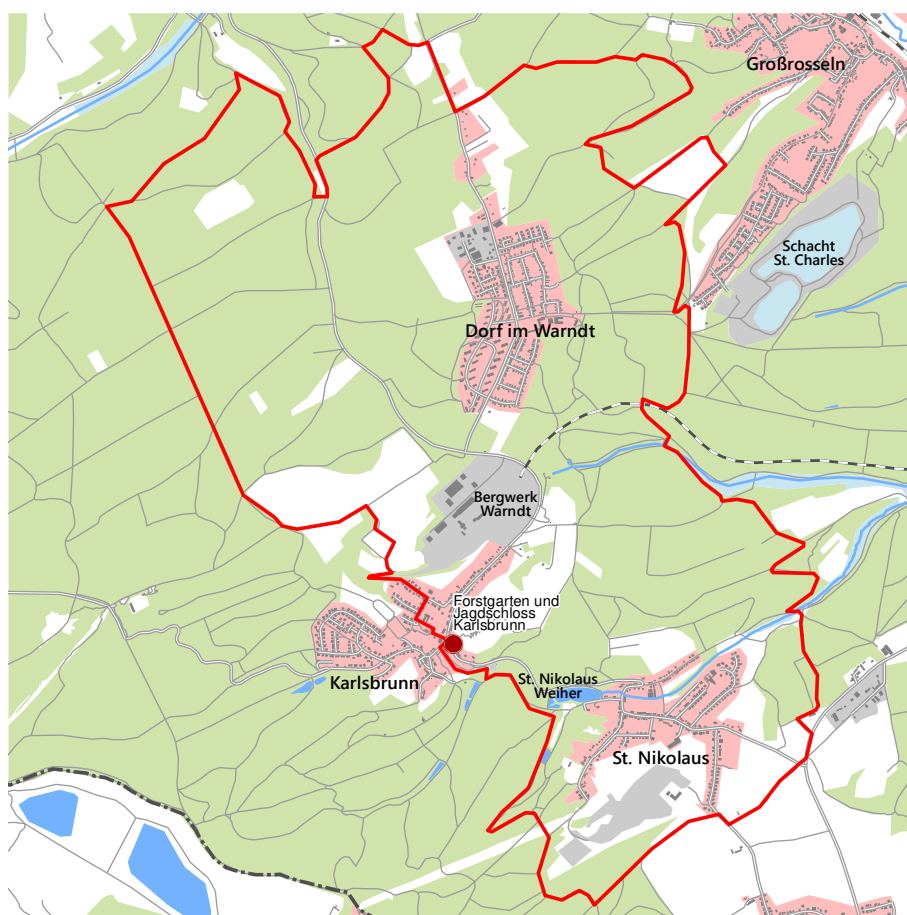 Großrosseln
Schacht
St. Charles
Dorf im Warndt
Bergwerk
Warndt
Forstgarten und
Jagdschloss
Karlsbrunn
Karlsbrunn
St. Nikolaus
Weiher
St. Nikolaus